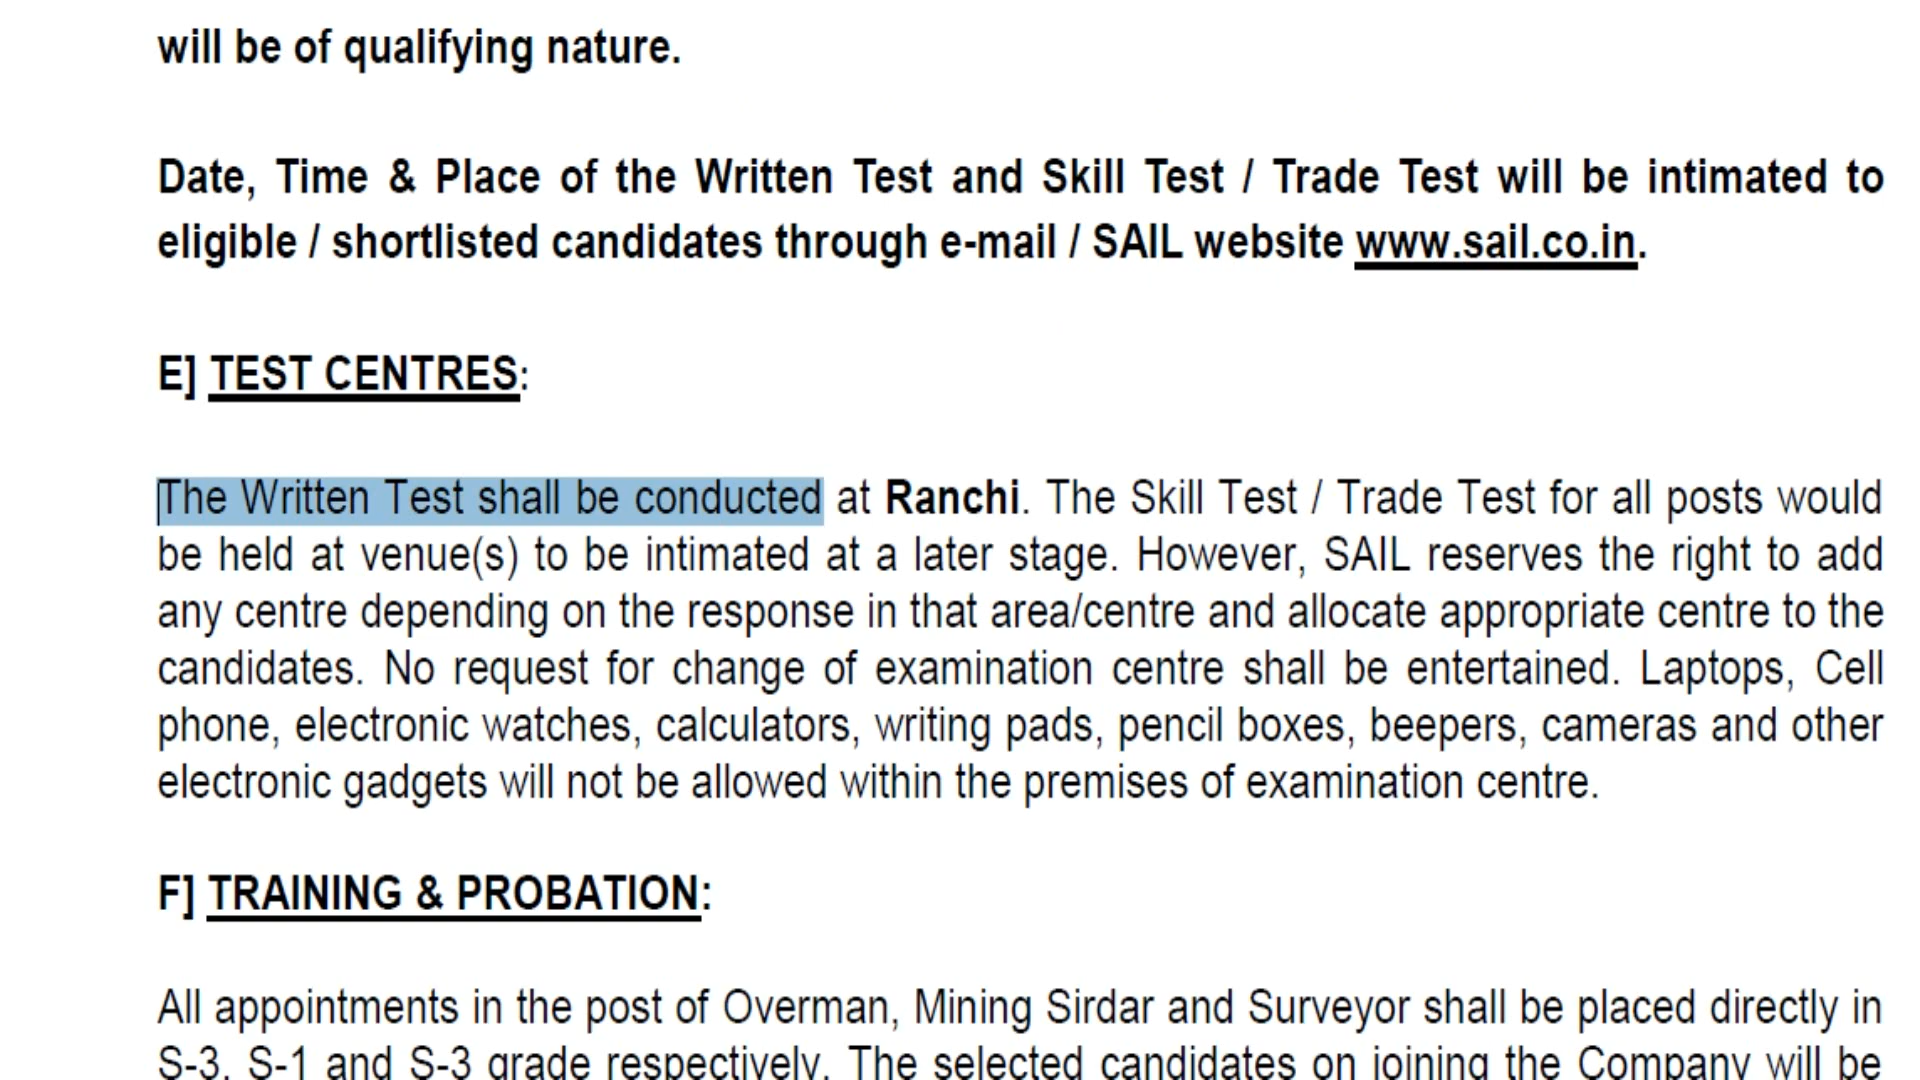 will be of qualifying nature.
Date, Time & Place of the Written Test and Skill Test / Trade Test will be intimated to
eligible / shortlisted candidates through e-mail / SAIL website www.sail.co.in.
E] TEST CENTRES:
The Written Test shall be conducted at Ranchi. The Skill Test / Trade Test for all posts would
be held at venue(s) to be intimated at a later stage. However, SAIL reserves the right to add
any centre depending on the response in that area/centre and allocate appropriate centre to the
candidates. No request for change of examination centre shall be entertained. Laptops, Cell
phone, electronic watches, calculators, writing pads, pencil boxes, beepers, cameras and other
electronic gadgets will not be allowed within the premises of examination centre.
F] TRAINING & PROBATION:
All appointments in the post of Overman, Mining Sirdar and Surveyor shall be placed directly in
S-3, S-1 and S-3 grade respectively. The selected candidates on joining the Company will be